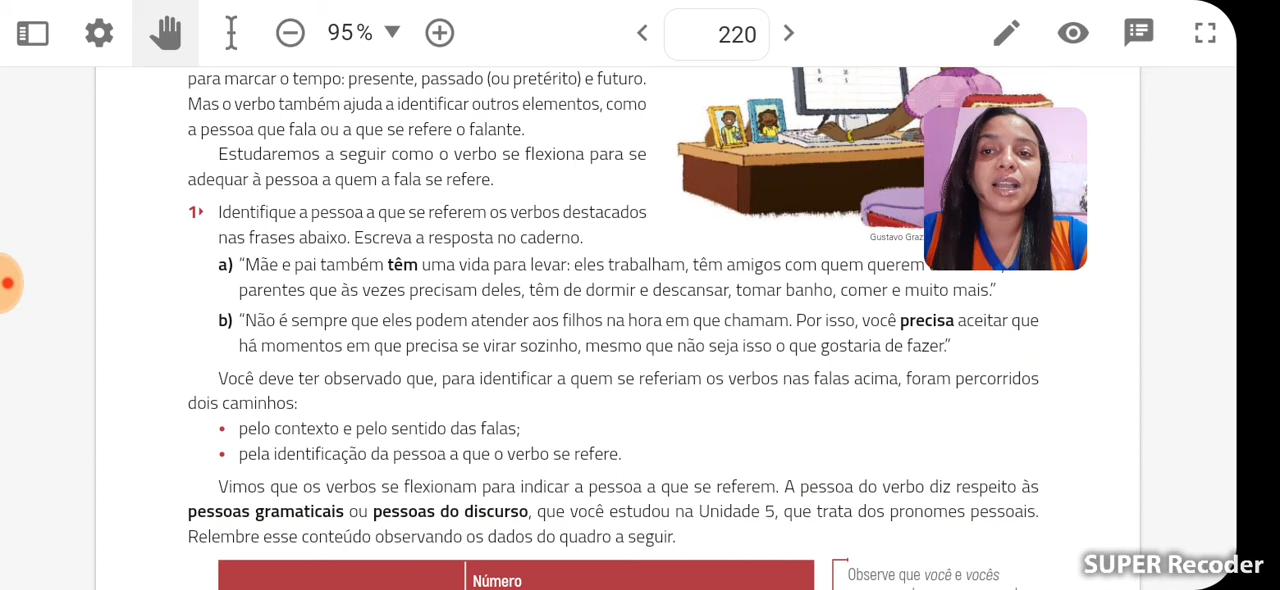 95%
220
para marcar o tempo: presente, passado (ou pretérito) e futuro.
Mas o verbo também ajuda a identificar outros elementos, como
a pessoa que fala ou a que se refere o falante.
Estudaremos a seguir como o verbo se flexiona para se
adequar à pessoa a quem a fala se refere.
Gustavo Graz
1 Identifique a pessoa a que se referem os verbos destacados
nas frases abaixo. Escreva a resposta no caderno.
a) “Mãe e pai também têm uma vida para levar: eles trabalham, têm amigos com quem querem
parentes que às vezes precisam deles, têm de dormir e descansar, tomar banho, comer e muito mais.”
b) “Não é sempre que eles podem atender aos filhos na hora em que chamam. Por isso, você precisa aceitar que
há momentos em que precisa se virar sozinho, mesmo que não seja isso o que gostaria de fazer.”
Você deve ter observado que, para identificar a quem se referiam os verbos nas falas acima, foram percorridos
dois caminhos:
• pelo contexto e pelo sentido das falas;
• pela identificação da pessoa a que o verbo se refere.
Vimos que os verbos se flexionam para indicar a pessoa a que se referem. A pessoa do verbo diz respeito às
pessoas gramaticais ou pessoas do discurso, que você estudou na Unidade 5, que trata dos pronomes pessoais.
Relembre esse conteúdo observando os dados do quadro a seguir.
Número
Observe que você e vocês
SUPER Recoder